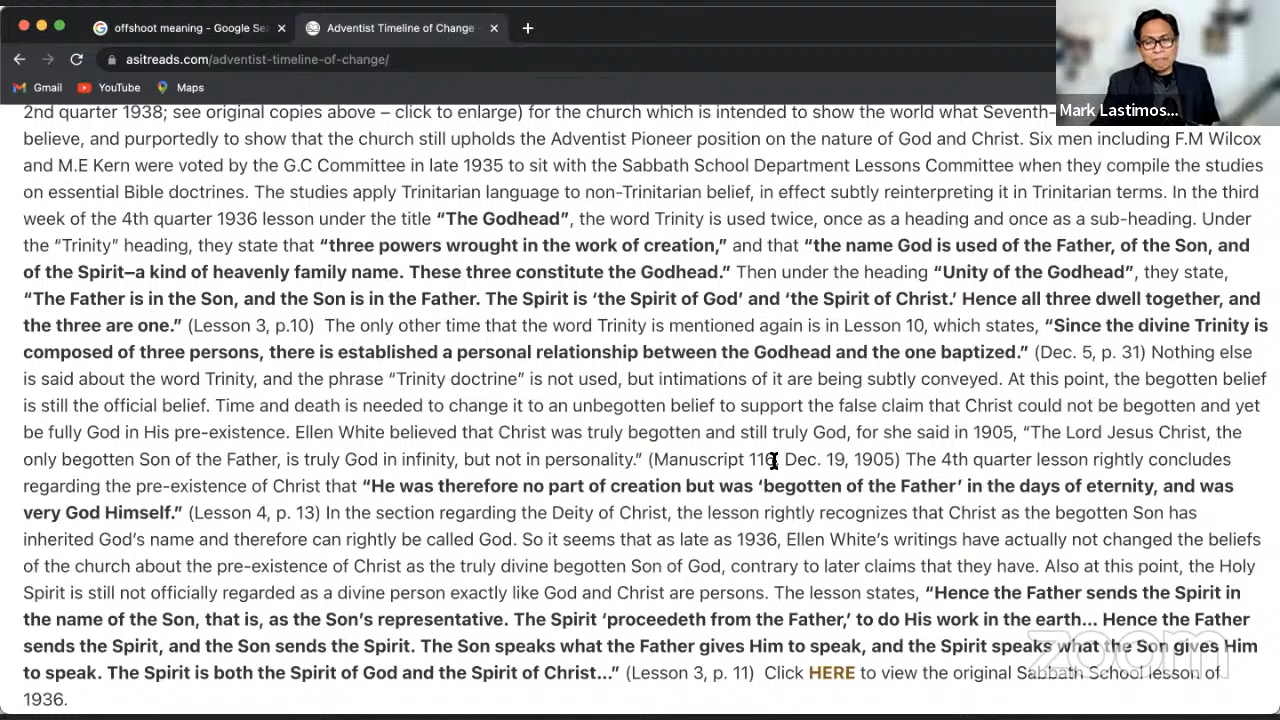 offshoot meaning - Google Se
Adventist Timeline of Change -
asitreads.com/adventist-timeline-of-change/
Gmail YouTube Maps
Mark Lastimos...
2nd quarter 1938; see original copies above – click to enlarge) for the church which is intended to show the world what Seventh-
believe, and purportedly to show that the church still upholds the Adventist Pioneer position on the nature of God and Christ. Six men including F.M Wilcox
and M.E Kern were voted by the G.C Committee in late 1935 to sit with the Sabbath School Department Lessons Committee when they compile the studies
on essential Bible doctrines. The studies apply Trinitarian language to non-Trinitarian belief, in effect subtly reinterpreting it in Trinitarian terms. In the third
week of the 4th quarter 1936 lesson under the title “The Godhead”, the word Trinity is used twice, once as a heading and once as a sub-heading. Under
the “Trinity” heading, they state that “three powers wrought in the work of creation,” and that “the name God is used of the Father, of the Son, and
of the Spirit–a kind of heavenly family name. These three constitute the Godhead.” Then under the heading “Unity of the Godhead”, they state,
“The Father is in the Son, and the Son is in the Father. The Spirit is ‘the Spirit of God’ and ‘the Spirit of Christ.’ Hence all three dwell together, and
the three are one.” (Lesson 3, p.10) The only other time that the word Trinity is mentioned again is in Lesson 10, which states, “Since the divine Trinity is
composed of three persons, there is established a personal relationship between the Godhead and the one baptized.” (Dec. 5, p. 31) Nothing else
is said about the word Trinity, and the phrase “Trinity doctrine” is not used, but intimations of it are being subtly conveyed. At this point, the begotten belief
is still the official belief. Time and death is needed to change it to an unbegotten belief to support the false claim that Christ could not be begotten and yet
be fully God in His pre-existence. Ellen White believed that Christ was truly begotten and still truly God, for she said in 1905, “The Lord Jesus Christ, the
only begotten Son of the Father, is truly God in infinity, but not in personality.” (Manuscript 116, Dec. 19, 1905) The 4th quarter lesson rightly concludes
regarding the pre-existence of Christ that “He was therefore no part of creation but was ‘begotten of the Father’ in the days of eternity, and was
very God Himself.” (Lesson 4, p. 13) In the section regarding the Deity of Christ, the lesson rightly recognizes that Christ as the begotten Son has
inherited God’s name and therefore can rightly be called God. So it seems that as late as 1936, Ellen White’s writings have actually not changed the beliefs
of the church about the pre-existence of Christ as the truly divine begotten Son of God, contrary to later claims that they have. Also at this point, the Holy
Spirit is still not officially regarded as a divine person exactly like God and Christ are persons. The lesson states, “Hence the Father sends the Spirit in
the name of the Son, that is, as the Son’s representative. The Spirit ‘proceedeth from the Father,’ to do His work in the earth... Hence the Father
sends the Spirit, and the Son sends the Spirit. The Son speaks what the Father gives Him to speak, and the Spirit speaks what the Son gives Him
to speak. The Spirit is both the Spirit of God and the Spirit of Christ...” (Lesson 3, p. 11) Click HERE to view the original Sabbath School lesson of
1936.
zoom